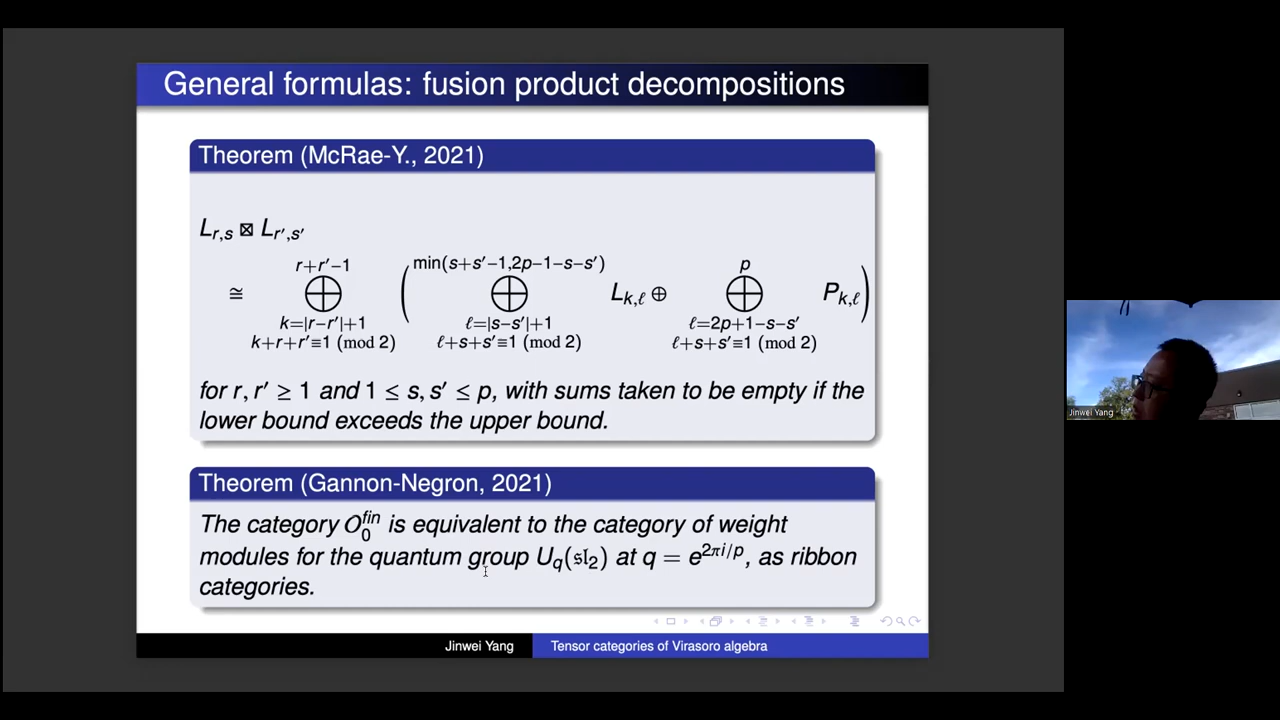 General formulas: fusion product decompositions
Theorem (McRae-Y., 2021)
L_{r,s} ⊠ L_{r′,s′}
≅ ⨁_{k=|r−r′|+1, k+r+r′≡1 (mod 2)}^{r+r′−1} ( ⨁_{ℓ=|s−s′|+1, ℓ+s+s′≡1 (mod 2)}^{min(s+s′−1,2p−1−s−s′)} L_{k,ℓ} ⊕ ⨁_{ℓ=2p+1−s−s′, ℓ+s+s′≡1 (mod 2)}^{p} P_{k,ℓ} )
for r, r′ ≥ 1 and 1 ≤ s, s′ ≤ p, with sums taken to be empty if the
lower bound exceeds the upper bound.
Theorem (Gannon-Negron, 2021)
The category O_0^{fin} is equivalent to the category of weight
modules for the quantum group U_q(𝔰𝔩_2) at q = e^{2πi/p}, as ribbon
categories.
Jinwei Yang
Tensor categories of Virasoro algebra
Jinwei Yang